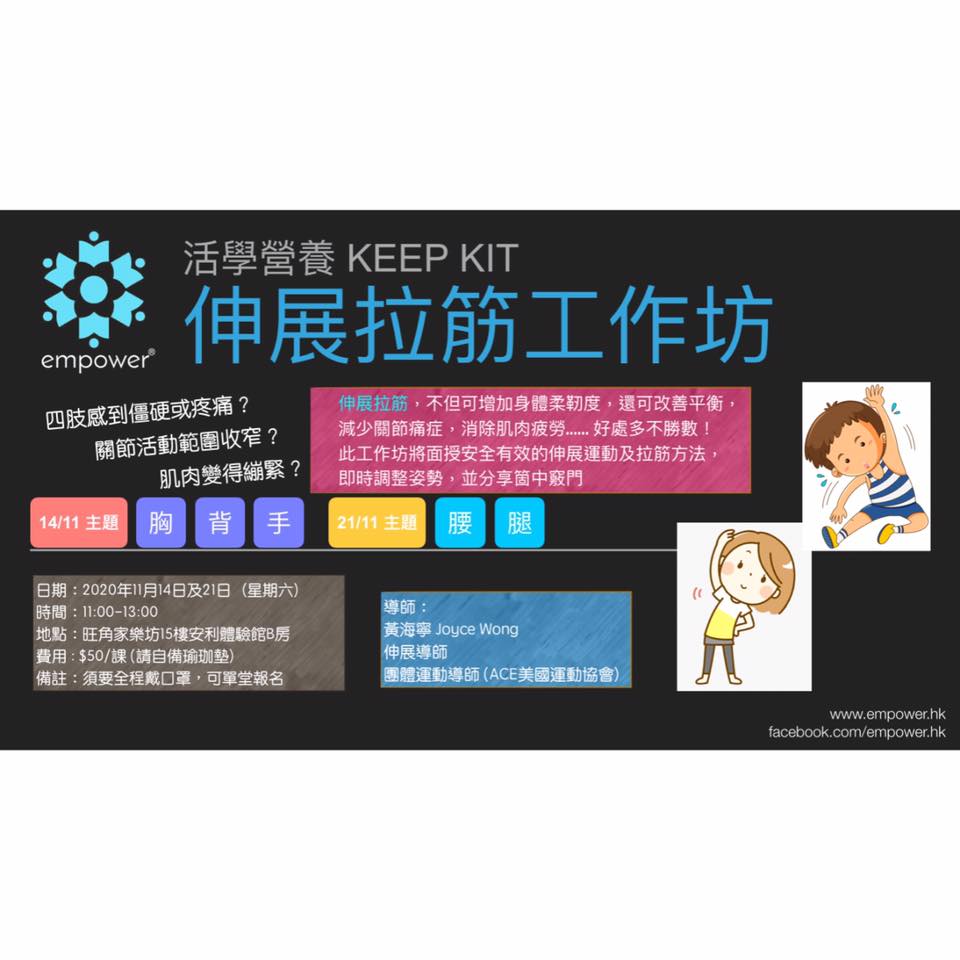 empower®
活學營養 KEEP KIT
伸展拉筋工作坊
四肢感到僵硬或疼痛？
關節活動範圍收窄？
肌肉變得繃緊？
伸展拉筋，不但可增加身體柔韌度，還可改善平衡，
減少關節痛症，消除肌肉疲勞...... 好處多不勝數！
此工作坊將面授安全有效的伸展運動及拉筋方法，
即時調整姿勢，並分享箇中竅門
14/11 主題 胸 背 手 21/11 主題 腰 腿
日期：2020年11月14日及21日（星期六）
時間：11:00-13:00
地點：旺角家樂坊15樓安利體驗館B房
費用：$50/課 (請自備瑜珈墊)
備註：須要全程戴口罩，可單堂報名
導師：
黃海寧 Joyce Wong
伸展導師
團體運動導師 (ACE美國運動協會)
www.empower.hk
facebook.com/empower.hk